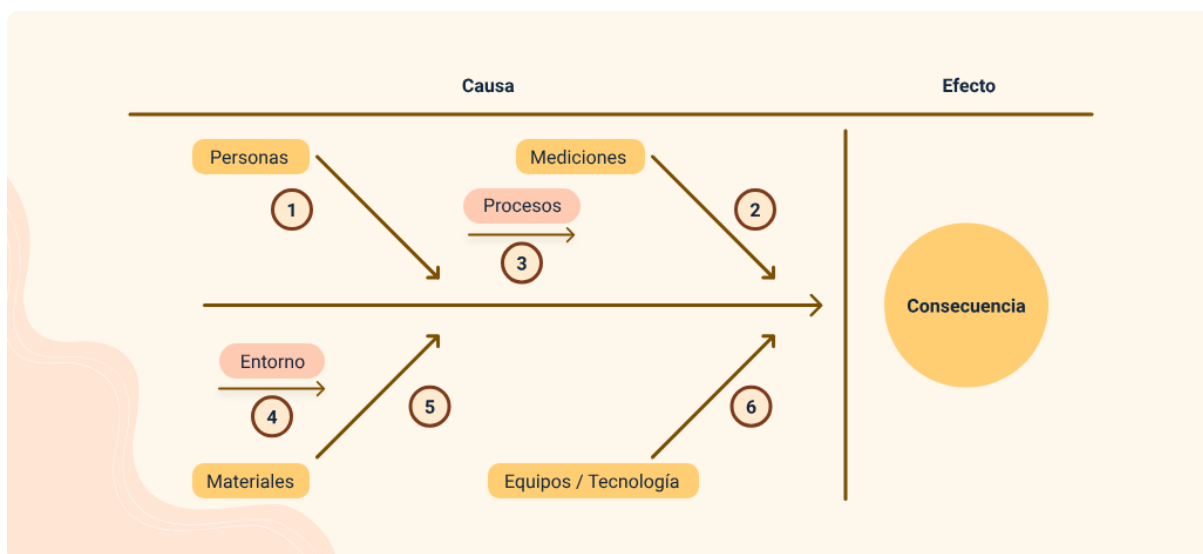 Causa
Efecto
Personas
Mediciones
1
Procesos
2
3
Consecuencia
Entorno
4
5
6
Materiales
Equipos / Tecnología